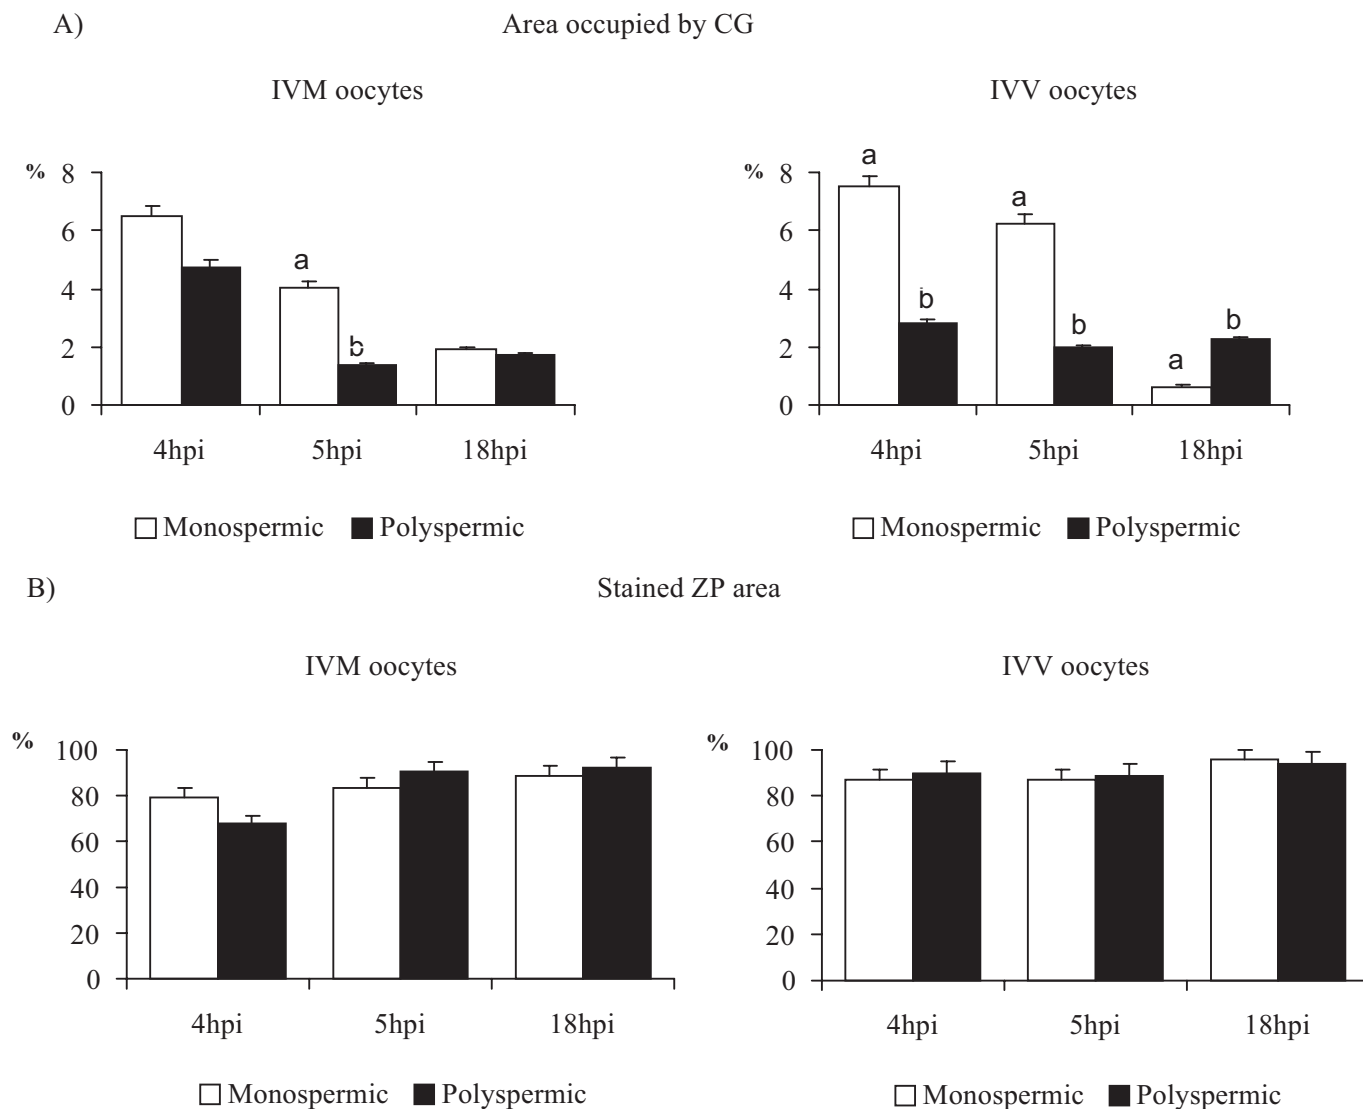 A) Area occupied by CG
IVM oocytes
% 8
6
4
2
0
a
b
4hpi 5hpi 18hpi
Monospermic Polyspermic
IVV oocytes
% 8
6
4
2
0
a
b
a
b
a
b
4hpi 5hpi 18hpi
Monospermic Polyspermic
B) Stained ZP area
IVM oocytes
% 100
80
60
40
20
0
4hpi 5hpi 18hpi
Monospermic Polyspermic
IVV oocytes
% 100
80
60
40
20
0
4hpi 5hpi 18hpi
Monospermic Polyspermic